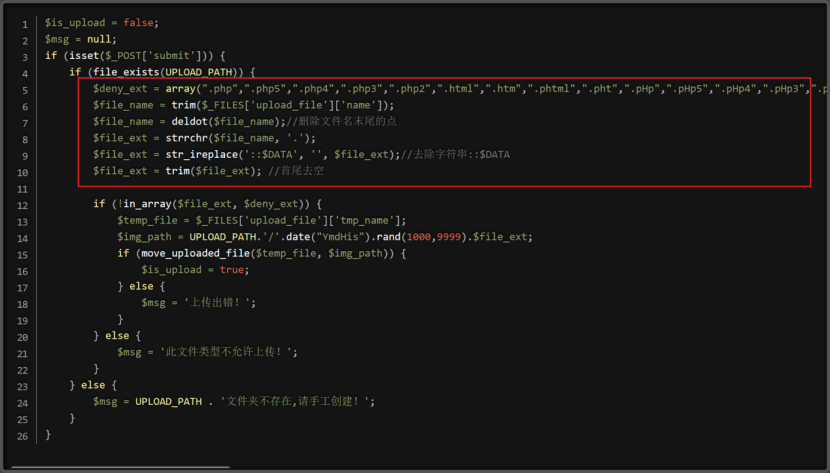 1 $is_upload = false;
2 $msg = null;
3 if (isset($_POST['submit'])) {
4 if (file_exists(UPLOAD_PATH)) {
5 $deny_ext = array(".php",".php5",".php4",".php3",".php2",".html",".htm",".phtml",".pht",".pHp",".pHp5",".pHp4",".pHp3",".p
6 $file_name = trim($_FILES['upload_file']['name']);
7 $file_name = deldot($file_name);//删除文件名末尾的点
8 $file_ext = strrchr($file_name, '.');
9 $file_ext = str_ireplace('::$DATA', '', $file_ext);//去除字符串::$DATA
10 $file_ext = trim($file_ext); //首尾去空
11
12 if (!in_array($file_ext, $deny_ext)) {
13 $temp_file = $_FILES['upload_file']['tmp_name'];
14 $img_path = UPLOAD_PATH.'/'.date("YmdHis").rand(1000,9999).$file_ext;
15 if (move_uploaded_file($temp_file, $img_path)) {
16 $is_upload = true;
17 } else {
18 $msg = '上传出错！';
19 }
20 } else {
21 $msg = '此文件类型不允许上传！';
22 }
23 } else {
24 $msg = UPLOAD_PATH . '文件夹不存在,请手工创建！';
25 }
26 }